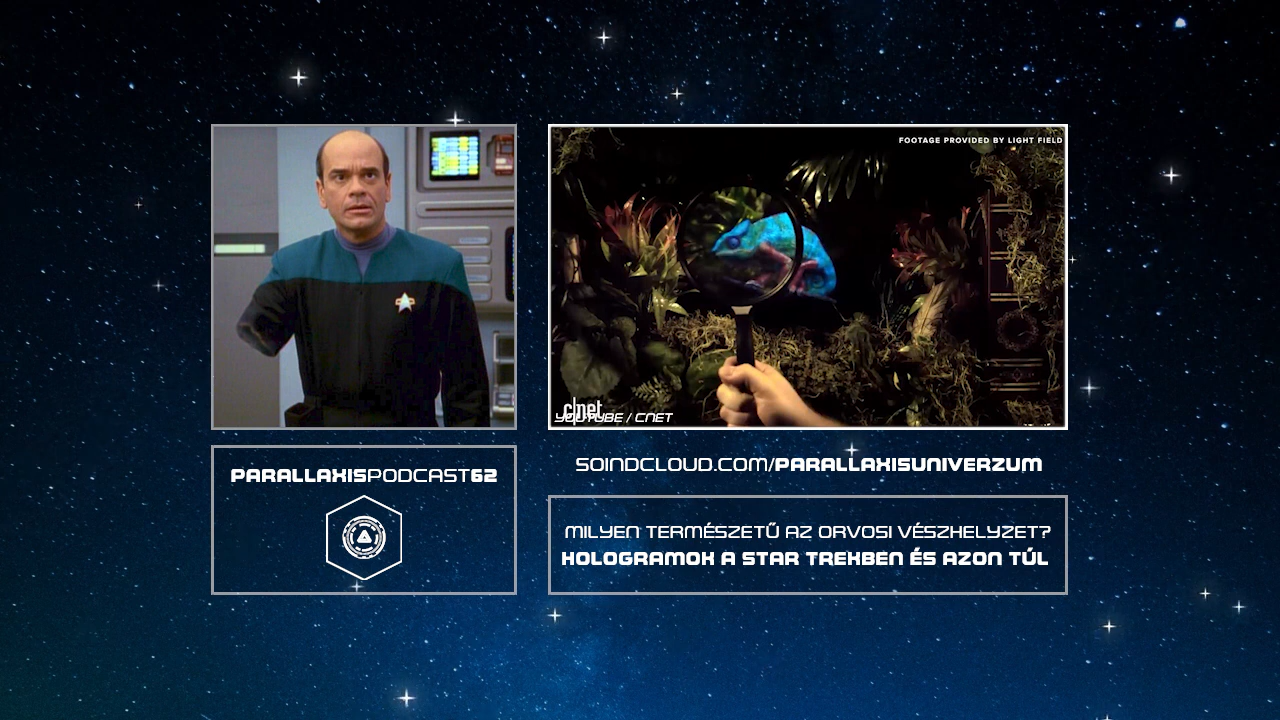 FOOTAGE PROVIDED BY LIGHT FIELD
c|net
YOUTUBE / CNET
PARALLAXISPODCAST62
SOINDCLOUD.COM/PARALLAXISUNIVERZUM
MILYEN TERMÉSZETŰ AZ ORVOSI VÉSZHELYZET?
HOLOGRAMOK A STAR TREKBEN ÉS AZON TÚL